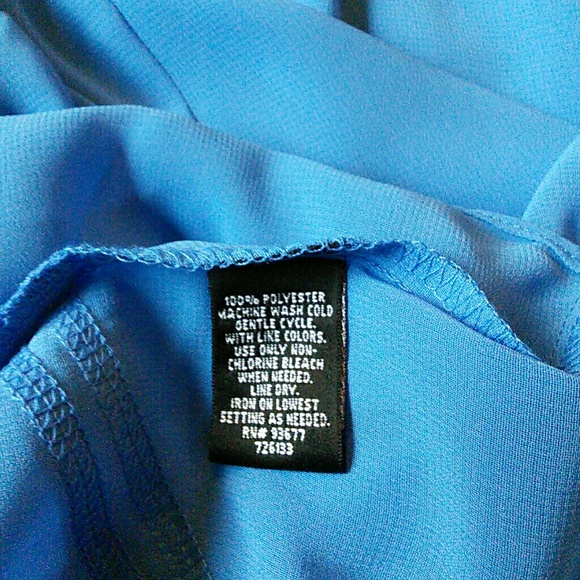 100% POLYESTER
MACHINE WASH COLD
GENTLE CYCLE.
WITH LIKE COLORS.
USE ONLY NON-
CHLORINE BLEACH
WHEN NEEDED.
LINE DRY.
IRON ON LOWEST
SETTING AS NEEDED.
RN# 93677
726133